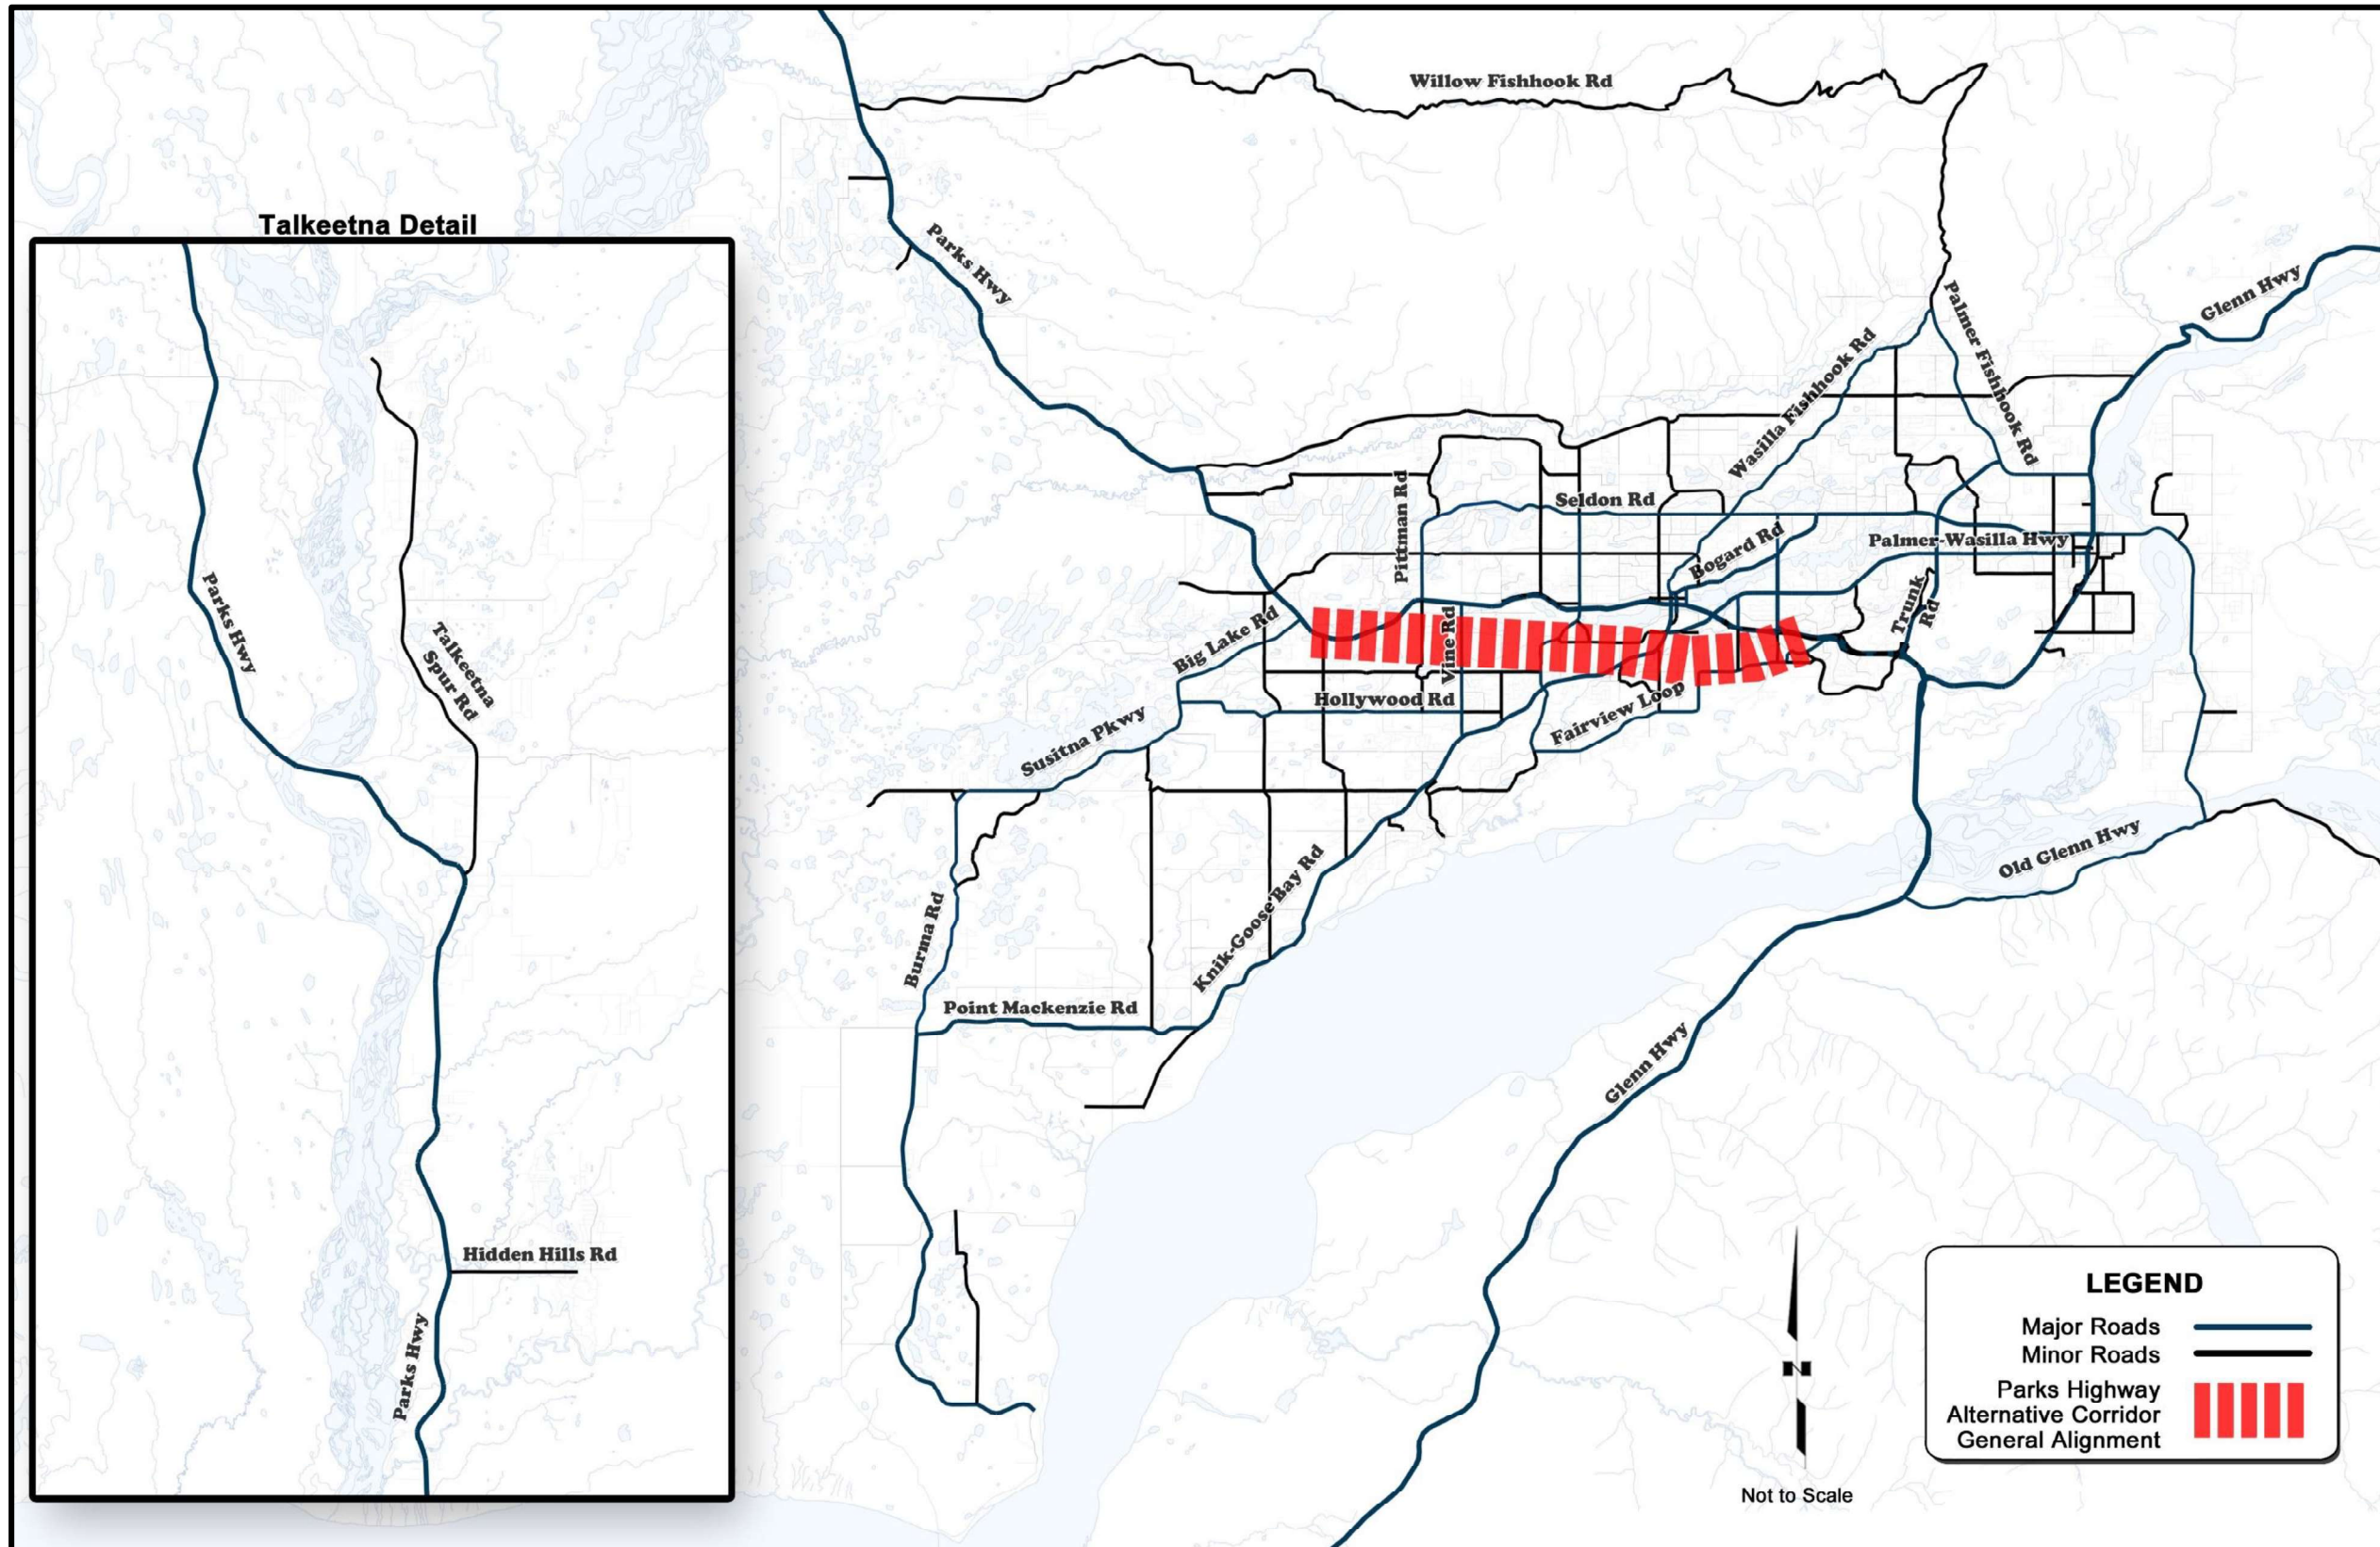 Willow Fishhook Rd
Talkeetna Detail
Parks Hwy
Glenn Hwy
Palmer Fishhook Rd
Wasilla Fishhook Rd
Pittman Rd
Seldon Rd
Bogard Rd
Palmer-Wasilla Hwy
Parks Hwy
Talkeetna
Spur Rd
Big Lake Rd
Vine Rd
Trunk
Rd
Hollywood Rd
Fairview Loop
Susitna Pkwy
Old Glenn Hwy
Knik-Goose Bay Rd
Burma Rd
Point Mackenzie Rd
Glenn Hwy
Hidden Hills Rd
Parks Hwy
N
Not to Scale
LEGEND
Major Roads
Minor Roads
Parks Highway
Alternative Corridor
General Alignment